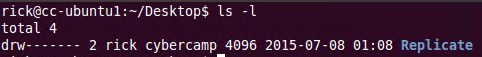 rick@cc-ubuntu1:~/Desktop$ ls -l
total 4
drw------- 2 rick cybercamp 4096 2015-07-08 01:08 Replicate